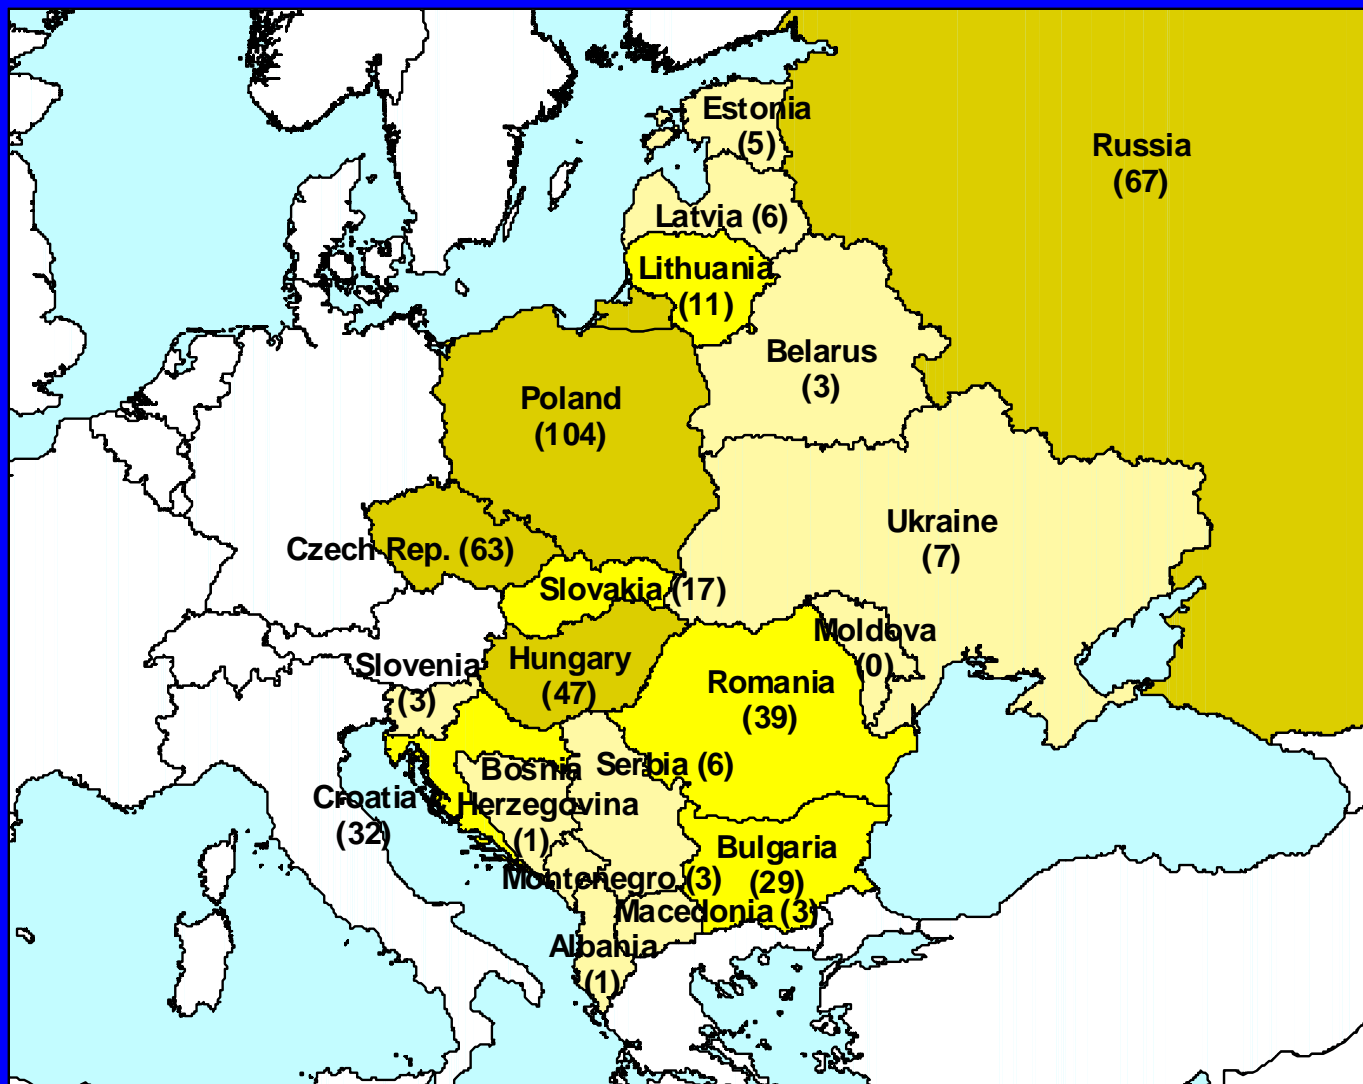 Estonia
(5)
Russia
(67)
Latvia (6)
Lithuania
(11)
Belarus
(3)
Poland
(104)
Ukraine
(7)
Czech Rep. (63)
Slovakia (17)
Moldova
(0)
Slovenia
(3)
Hungary
(47)
Romania
(39)
Serbia (6)
Bosnia
& Herzegovina
(1)
Croatia
(32)
Bulgaria
(29)
Montenegro (3)
Macedonia (3)
Albania
(1)